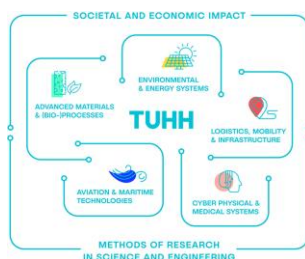 SOCIETAL AND ECONOMIC IMPACT
ENVIRONMENTAL
& ENERGY SYSTEMS
ADVANCED MATERIALS
& (BIO-)PROCESSES
TUHH
LOGISTICS, MOBILITY
& INFRASTRUCTURE
AVIATION & MARITIME
TECHNOLOGIES
CYBER PHYSICAL &
MEDICAL SYSTEMS
METHODS OF RESEARCH
IN SCIENCE AND ENGINEERING